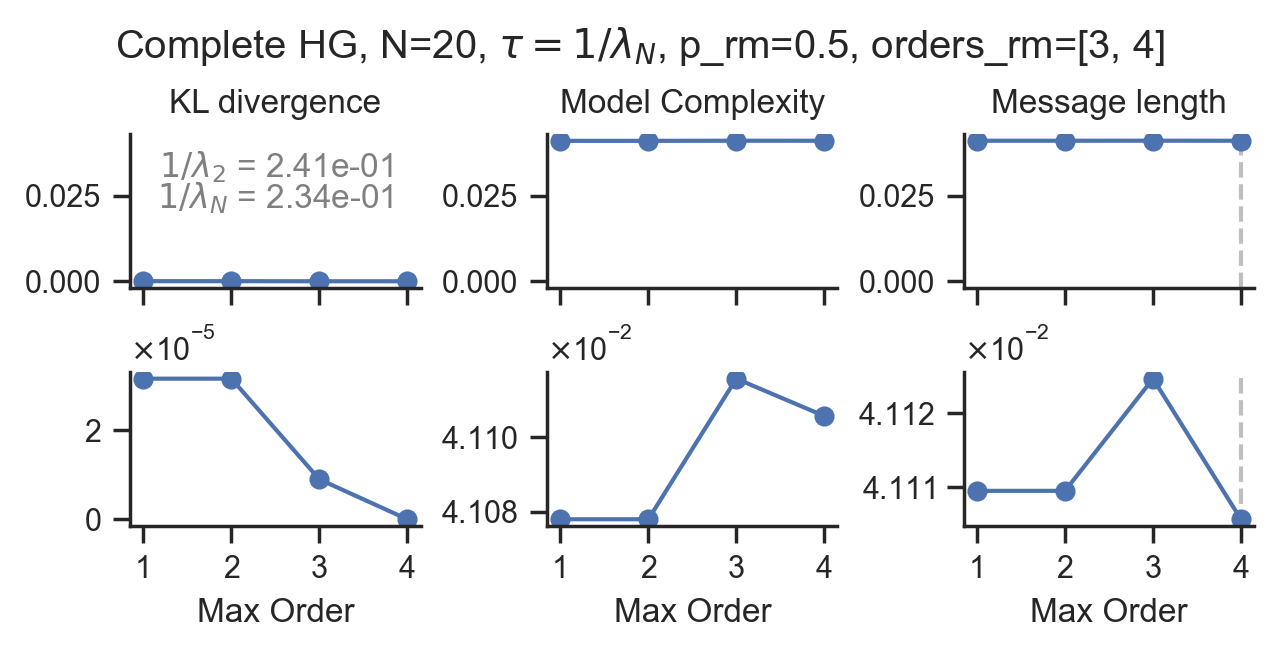 Complete HG, N=20, τ = 1/λ_N, p_rm=0.5, orders_rm=[3, 4]
KL divergence
Model Complexity
Message length
1/λ₂ = 2.41e-01
1/λ_N = 2.34e-01
0.025
0.000
0.025
0.000
0.025
0.000
×10⁻⁵
2
0
1 2 3 4
Max Order
×10⁻²
4.110
4.108
1 2 3 4
Max Order
×10⁻²
4.112
4.111
1 2 3 4
Max Order